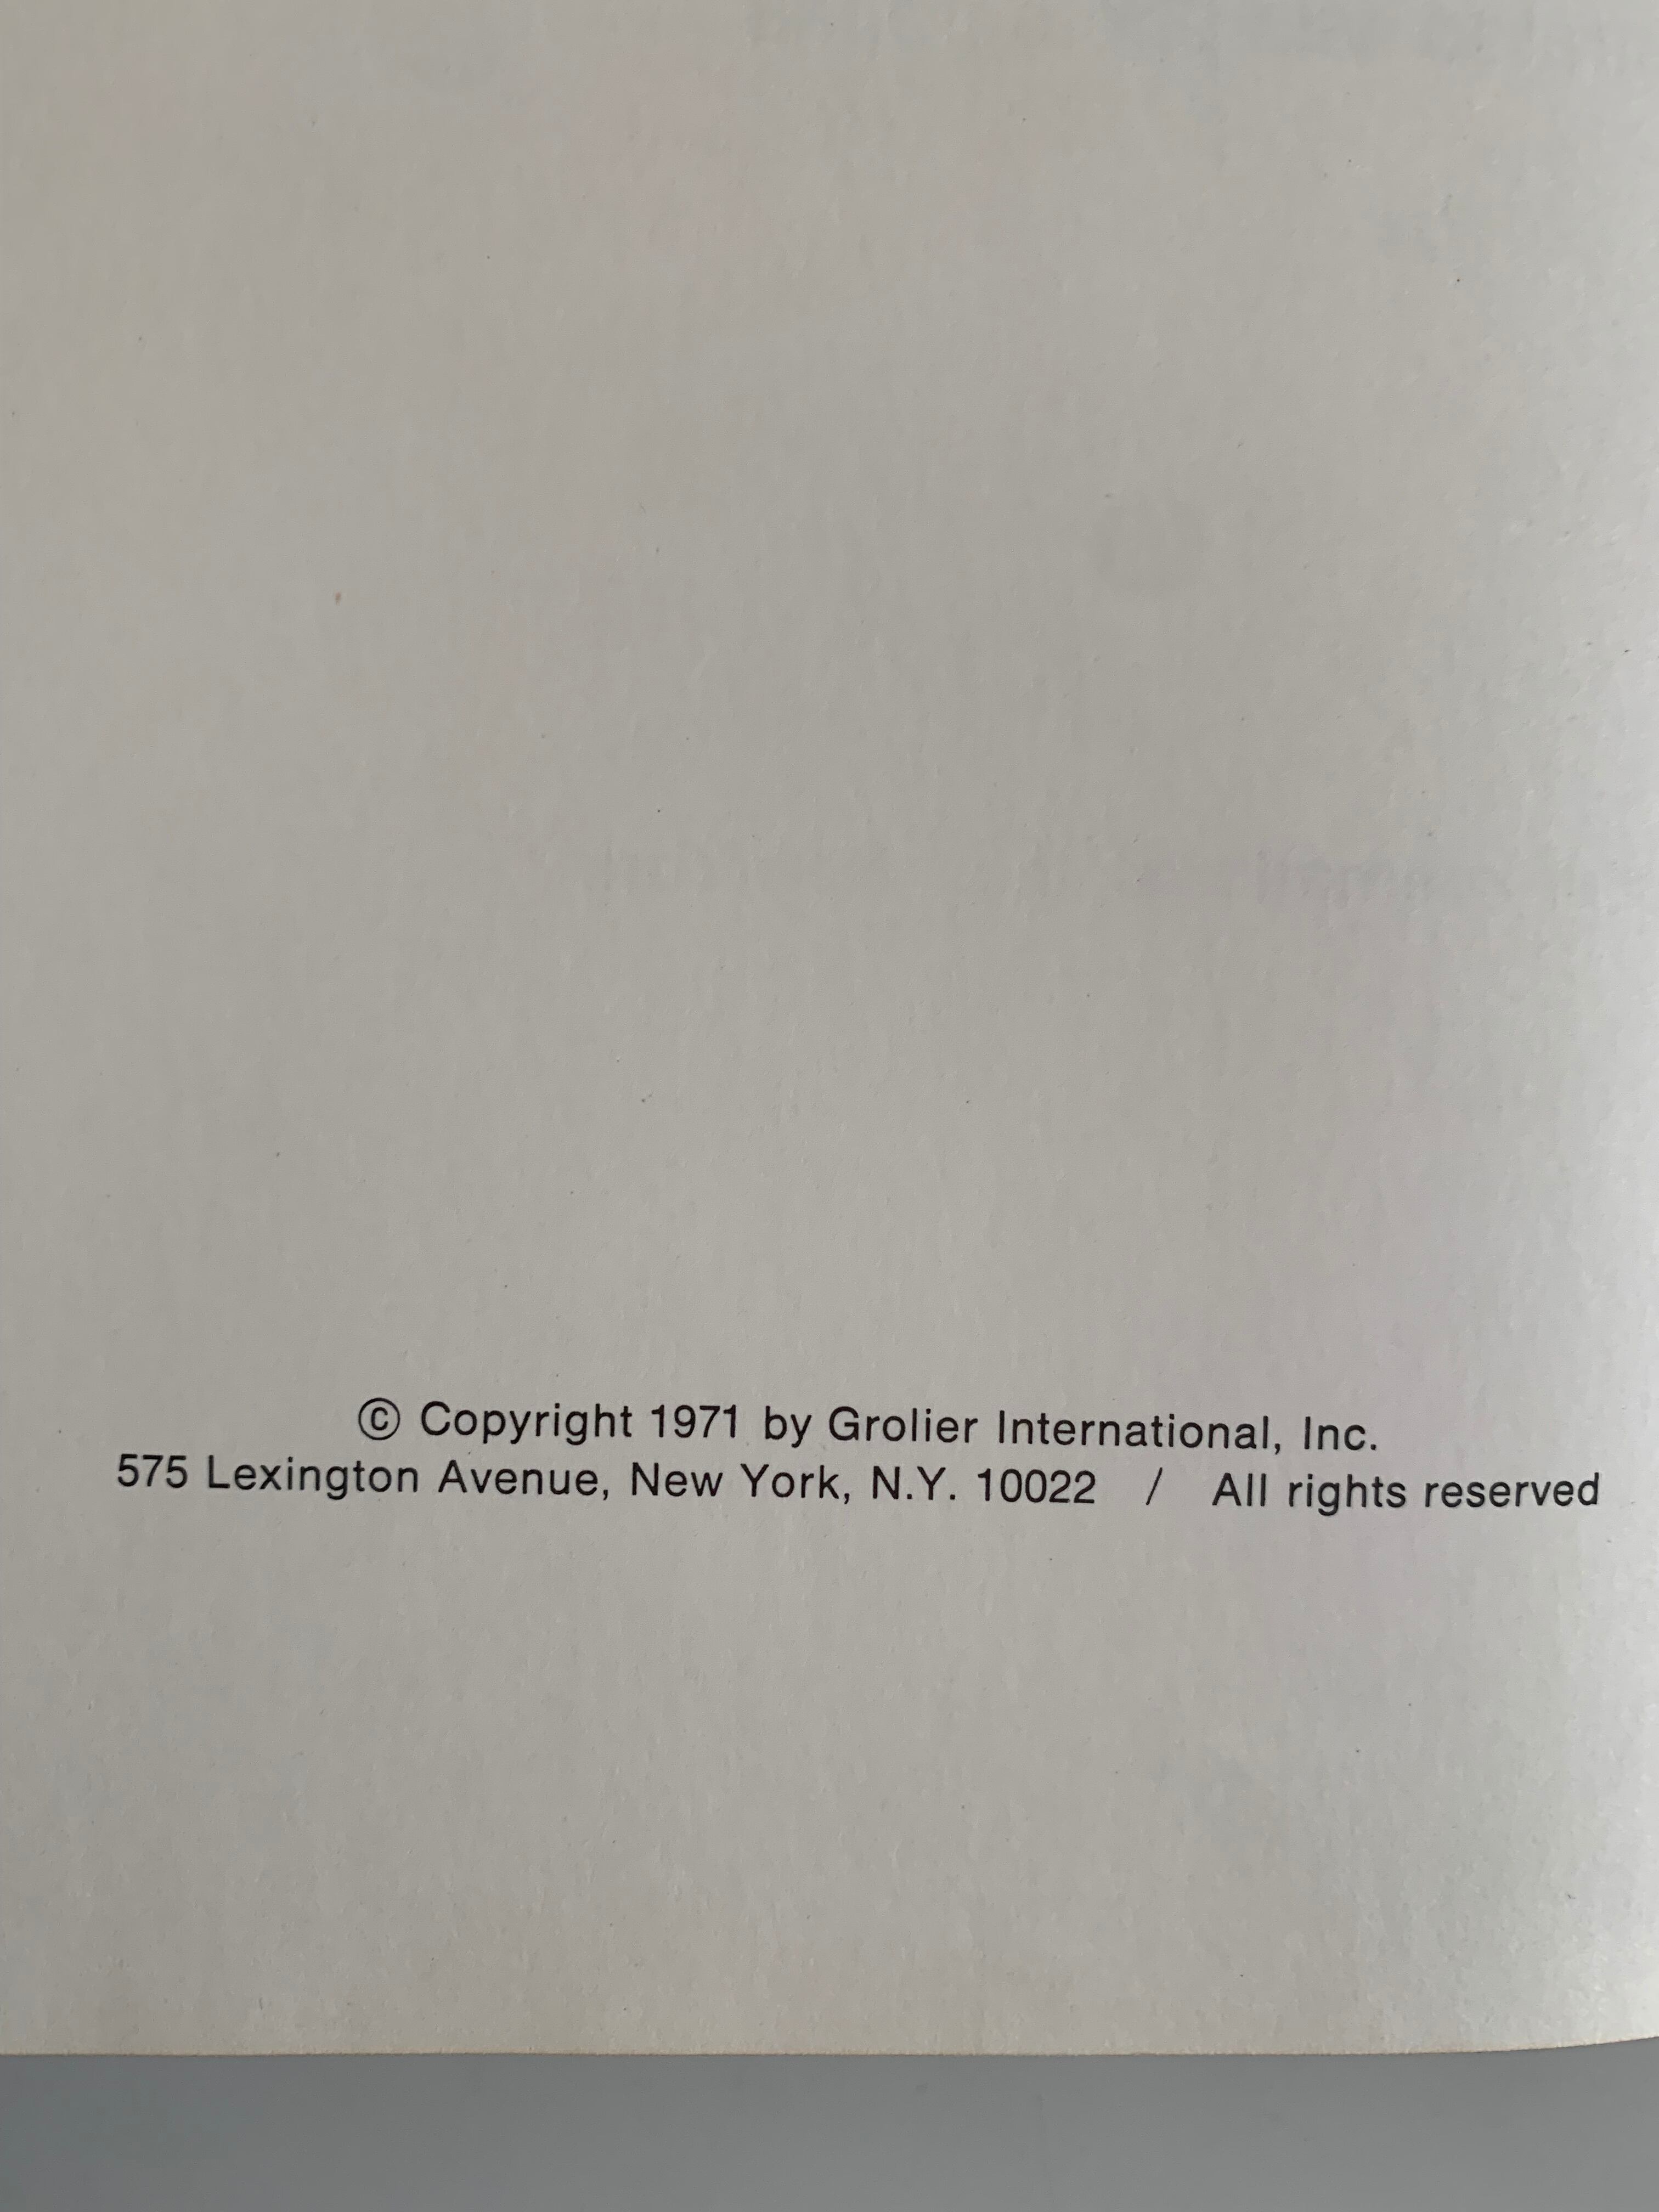 © Copyright 1971 by Grolier International, Inc.
575 Lexington Avenue, New York, N.Y. 10022 / All rights reserved